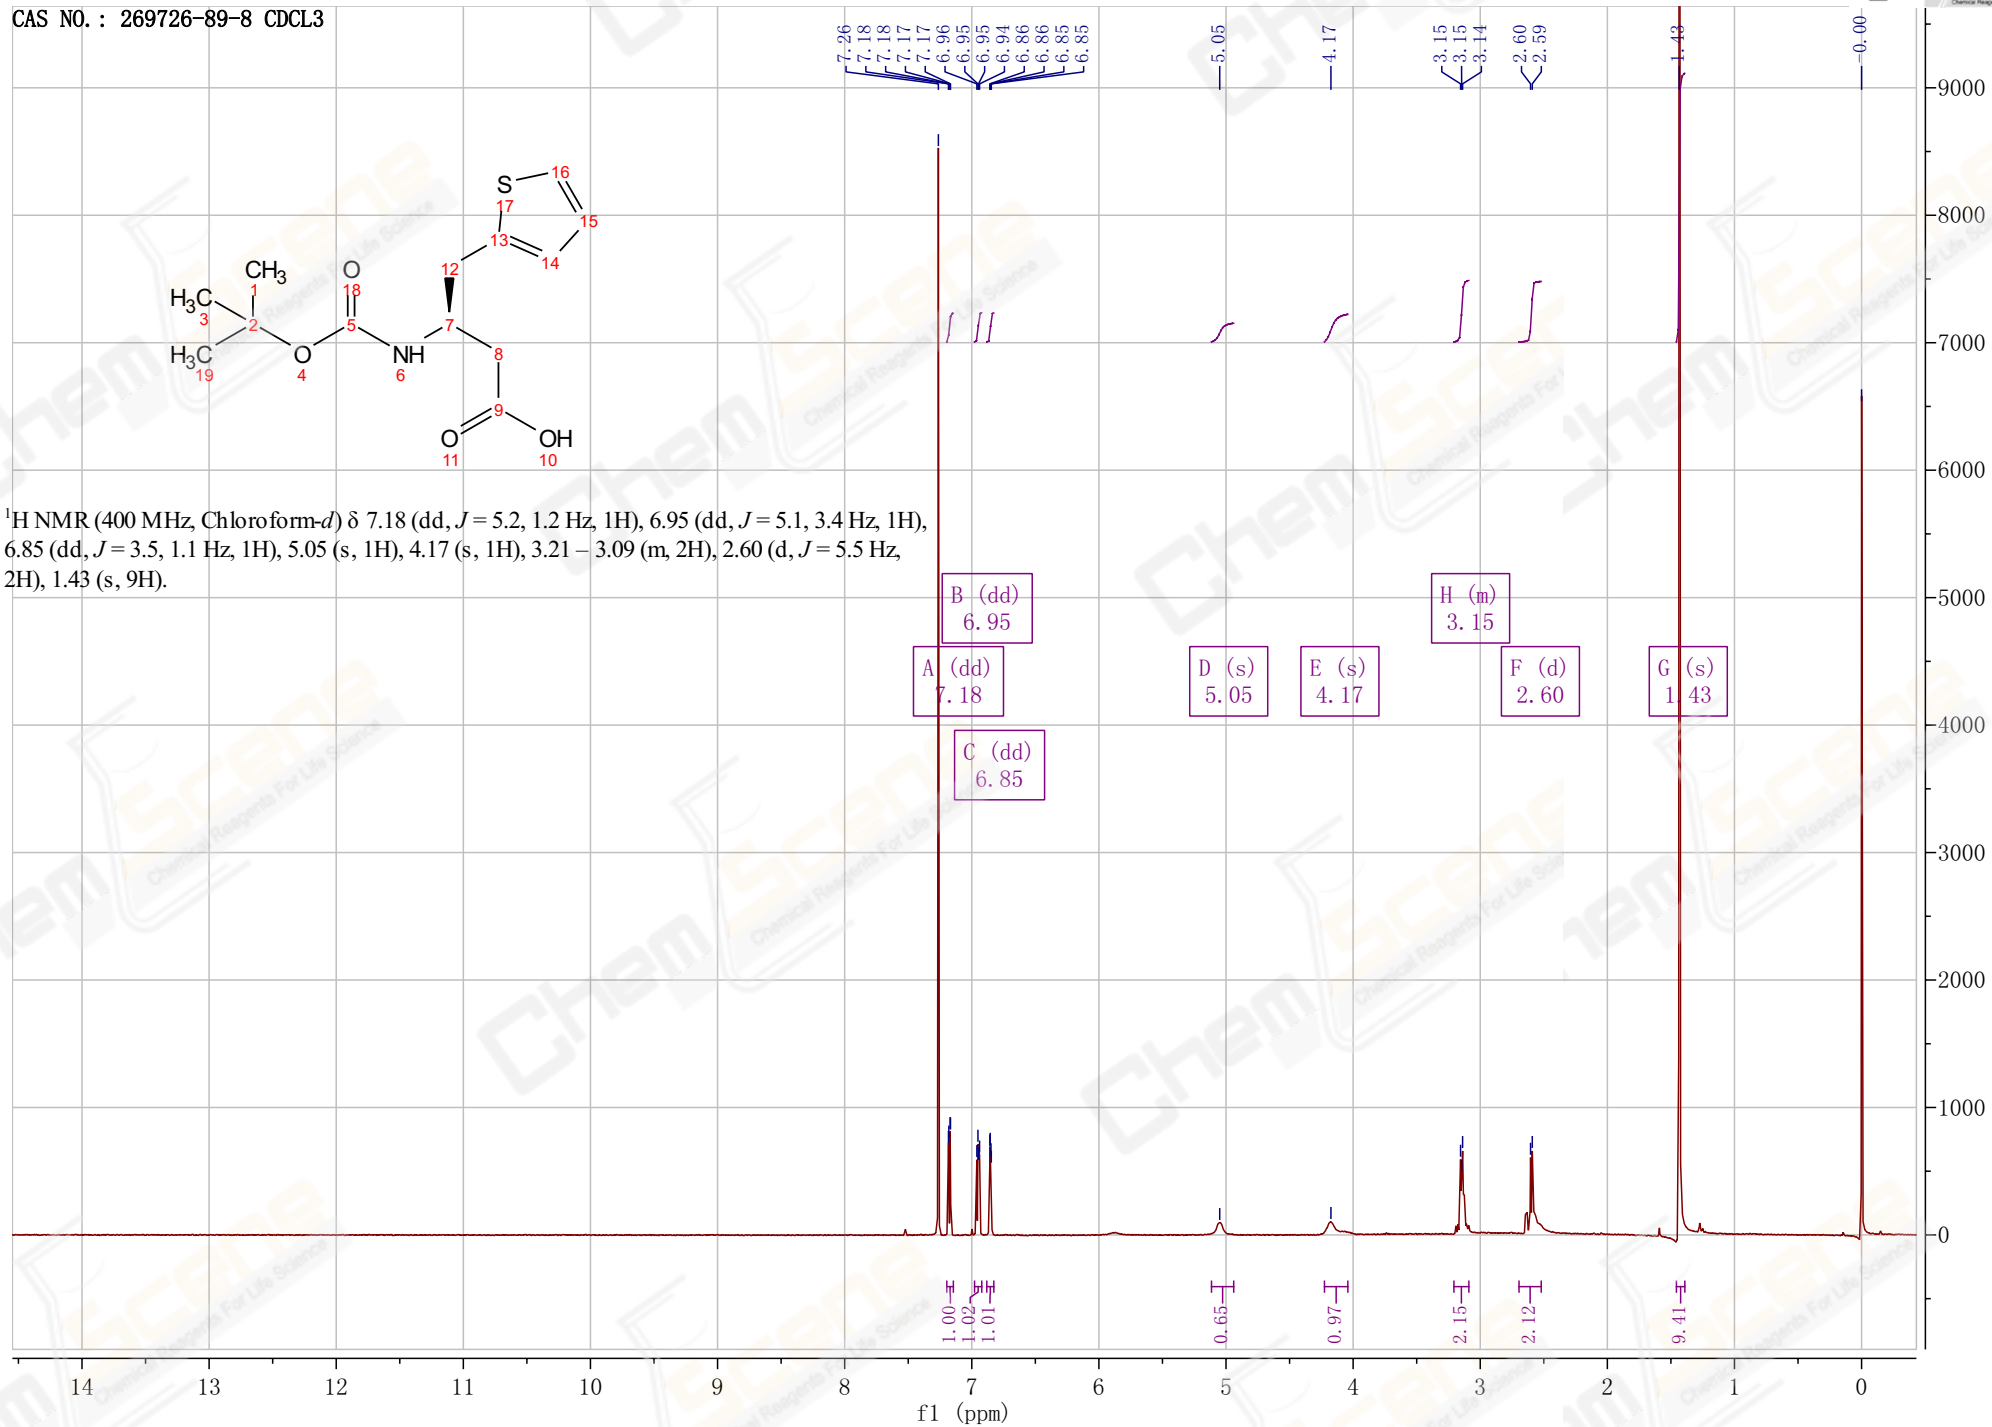 CAS NO.: 269726-89-8 CDCL3
7.26
7.18
7.18
7.17
7.17
6.96
6.95
6.95
6.94
6.86
6.86
6.85
6.85
5.05
4.17
3.15
3.15
3.14
2.60
2.59
1.43
-0.00
9000
8000
7000
6000
5000
4000
3000
2000
1000
0
S
16
17
15
13
14
12
CH3
1
O
18
H3C
3
2
5
7
8
H3C
19
O
4
NH
6
9
O
11
OH
10
1H NMR (400 MHz, Chloroform-d) δ 7.18 (dd, J = 5.2, 1.2 Hz, 1H), 6.95 (dd, J = 5.1, 3.4 Hz, 1H),
6.85 (dd, J = 3.5, 1.1 Hz, 1H), 5.05 (s, 1H), 4.17 (s, 1H), 3.21 – 3.09 (m, 2H), 2.60 (d, J = 5.5 Hz,
2H), 1.43 (s, 9H).
B (dd)
6.95
H (m)
3.15
A (dd)
7.18
D (s)
5.05
E (s)
4.17
F (d)
2.60
G (s)
1.43
C (dd)
6.85
1.00
1.02
1.01
0.65
0.97
2.15
2.12
9.41
14 13 12 11 10 9 8 7 6 5 4 3 2 1 0
f1 (ppm)
ChemScene
Chemical Reagents For Life Science